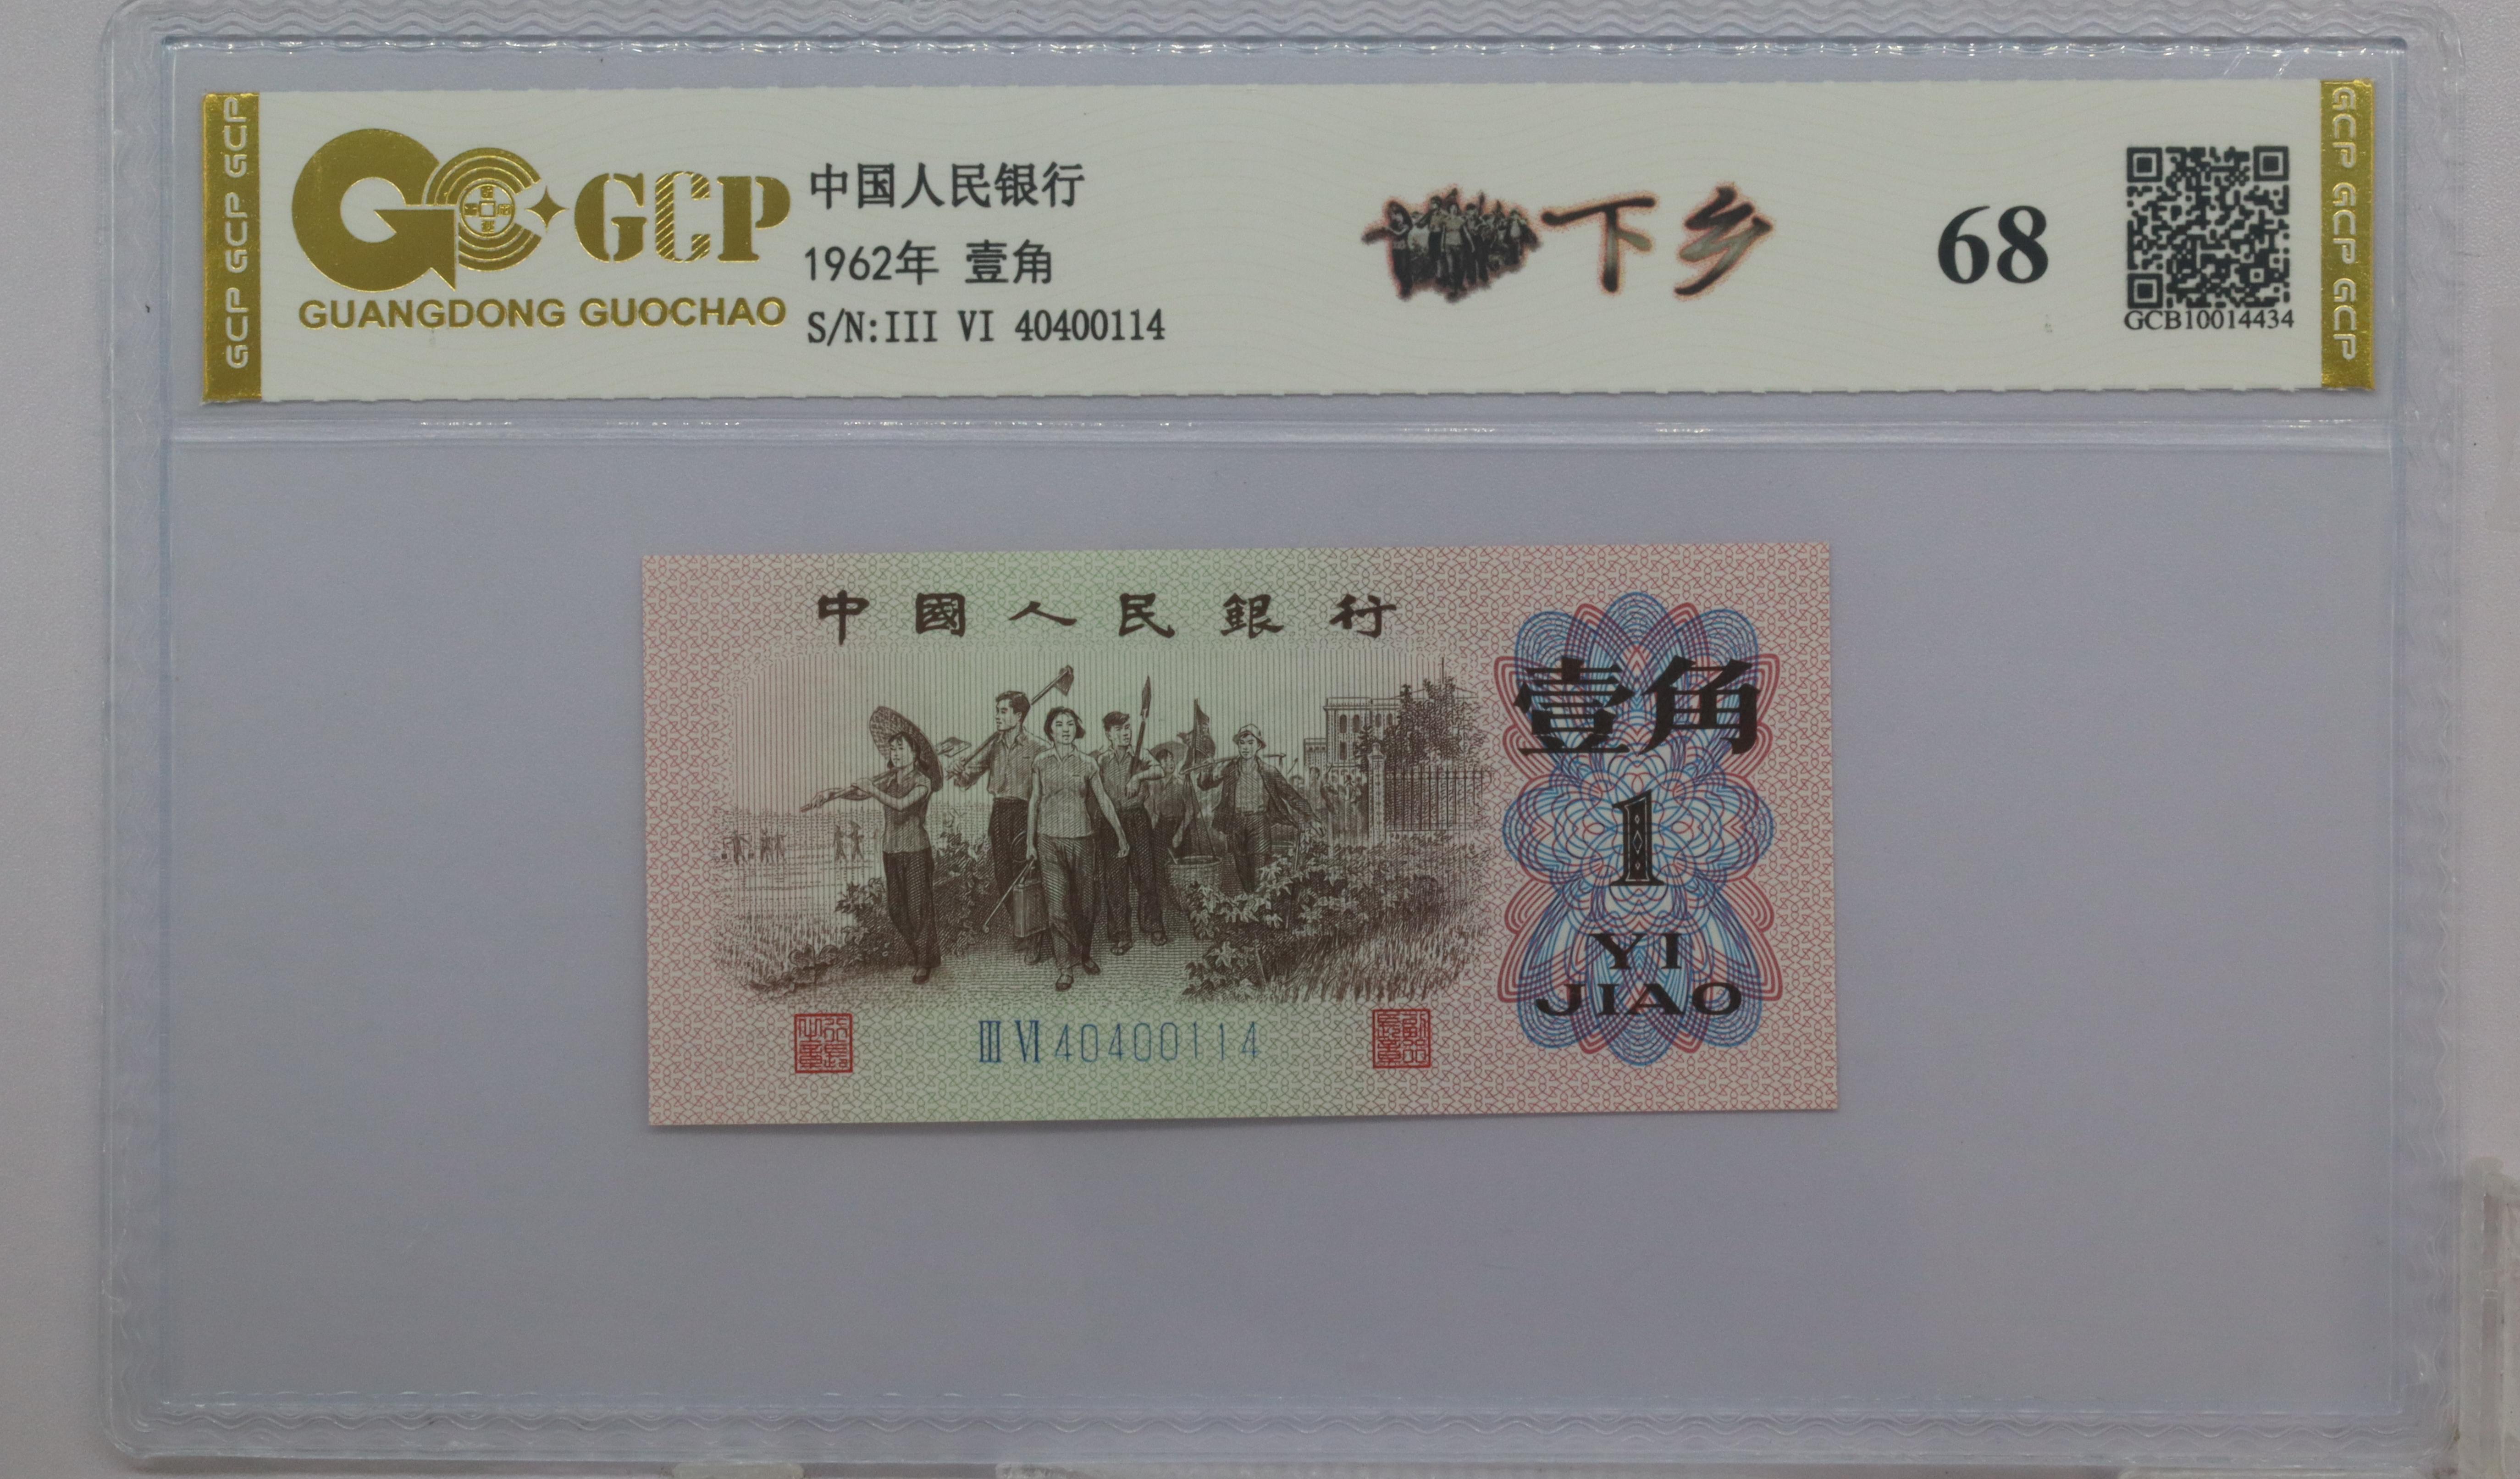 GCP GCP GCP
GCP
GUANGDONG GUOCHAO
中国人民银行
1962年 壹角
S/N:III VI 40400114
下乡
68
GCB10014434
GCP GCP GCP
中國人民銀行
壹角
1
YI
JIAO
III VI 40400114